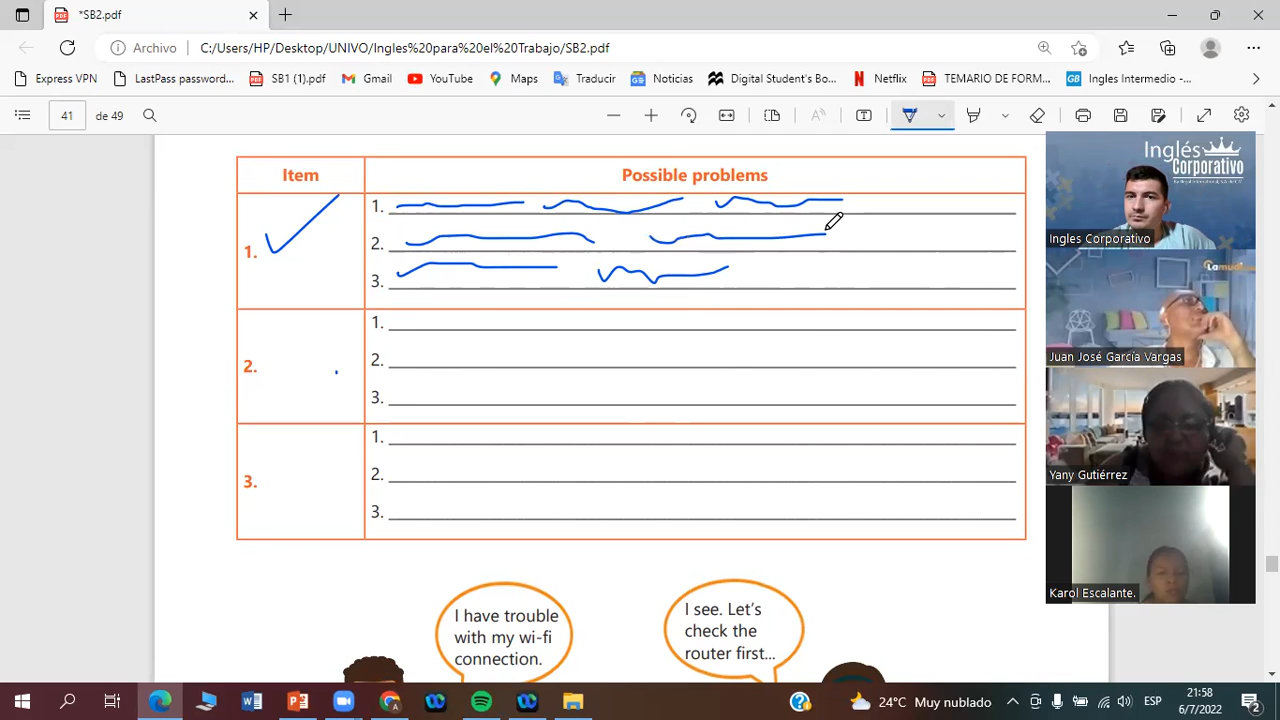 *SB2.pdf
Archivo
C:/Users/HP/Desktop/UNIVO/Ingles%20para%20el%20Trabajo/SB2.pdf
Express VPN
LastPass password...
SB1 (1).pdf
Gmail
YouTube
Maps
Traducir
Noticias
Digital Student's Bo...
Netflix
TEMARIO DE FORM...
Ingles Intermedio -...
41
de 49
Item
Possible problems
1.
1.
2.
3.
2.
1.
2.
3.
3.
1.
2.
3.
I have trouble
with my wi-fi
connection.
I see. Let's
check the
router first...
Inglés
Corporativo
Ingles Corporativo
Juan José García Vargas
Yany Gutiérrez
Karol Escalante.
24°C Muy nublado
ESP
21:58
6/7/2022
2